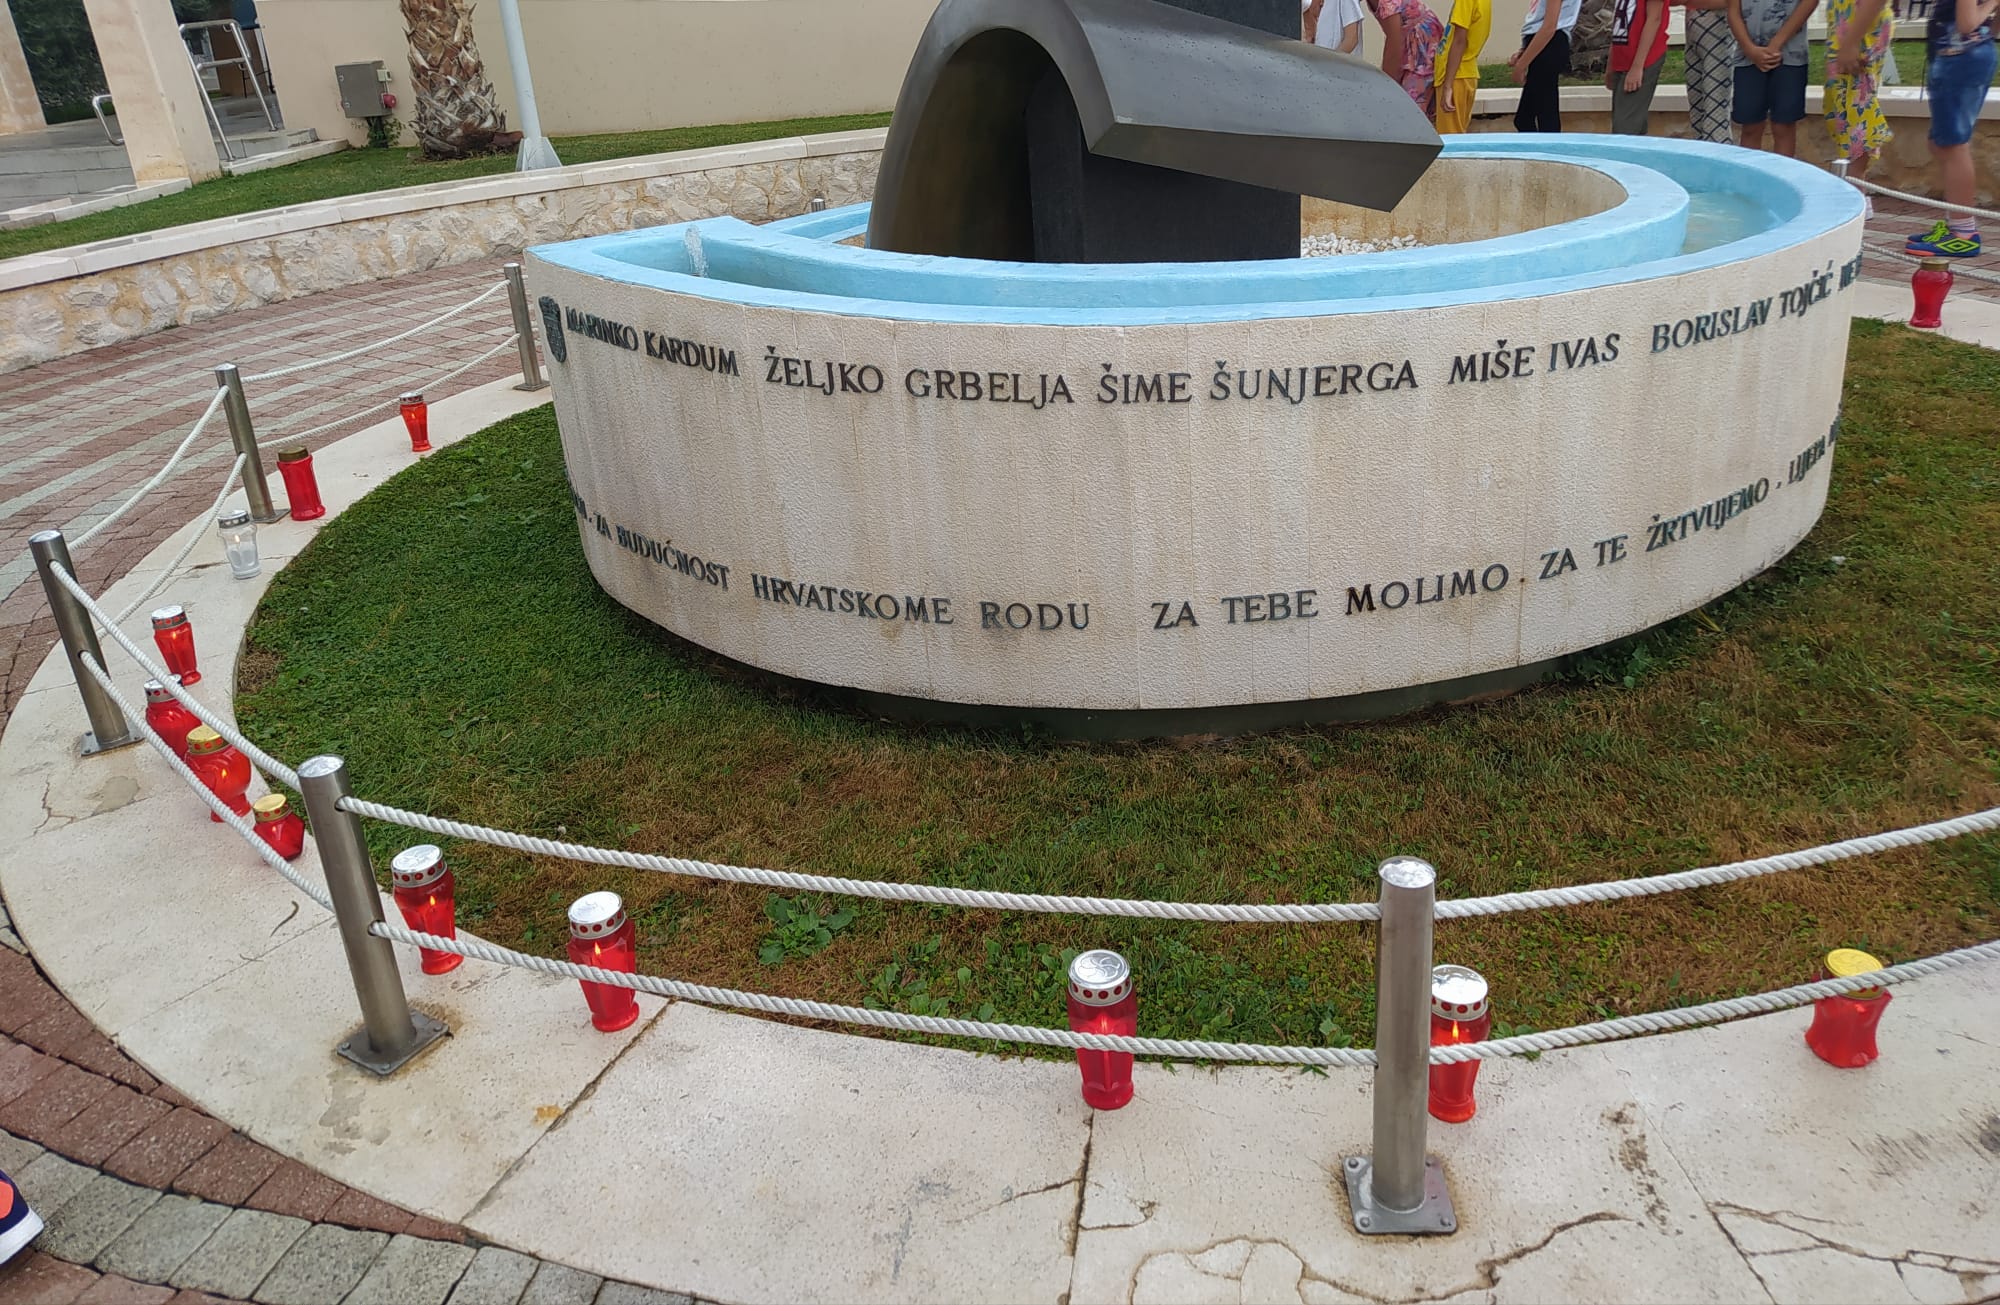 MARINKO KARDUM ŽELJKO GRBELJA ŠIME ŠUNJERGA MIŠE IVAS BORISLAV TOJČIĆ
ZA BUDUĆNOST HRVATSKOME RODU ZA TEBE MOLIMO . ZA TE ŽRTVUJEMO . LIJEPA